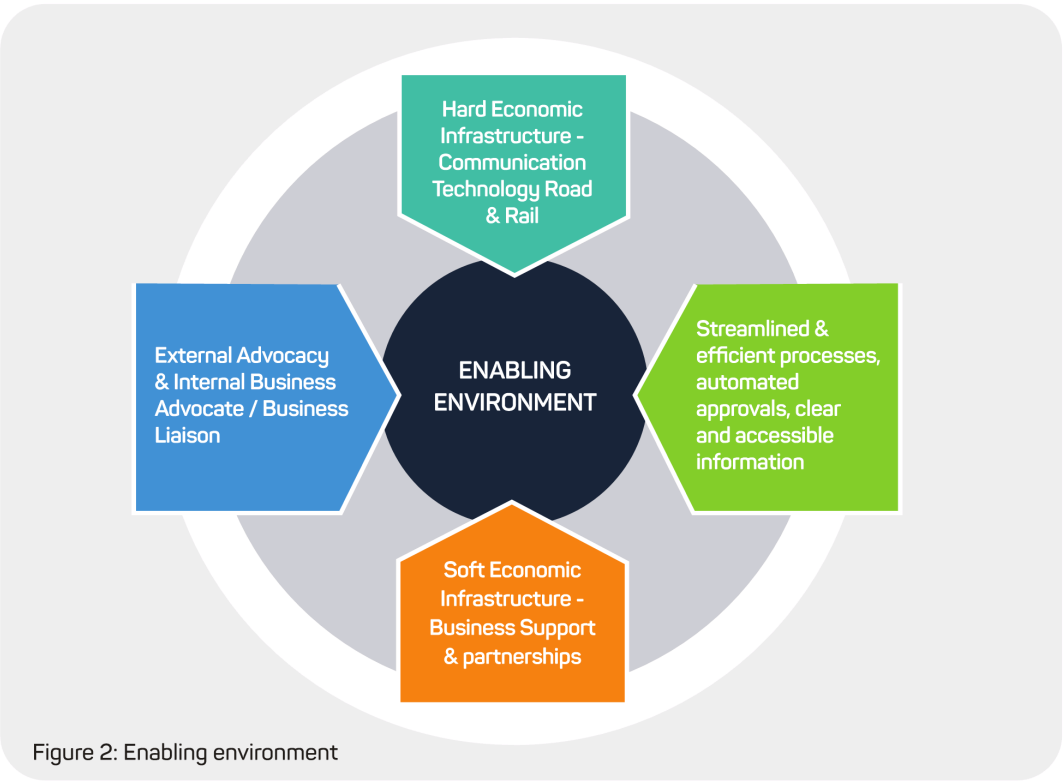 Hard Economic
Infrastructure -
Communication
Technology Road
& Rail
External Advocacy
& Internal Business
Advocate / Business
Liaison
ENABLING
ENVIRONMENT
Streamlined &
efficient processes,
automated
approvals, clear
and accessible
information
Soft Economic
Infrastructure -
Business Support
& partnerships
Figure 2: Enabling environment